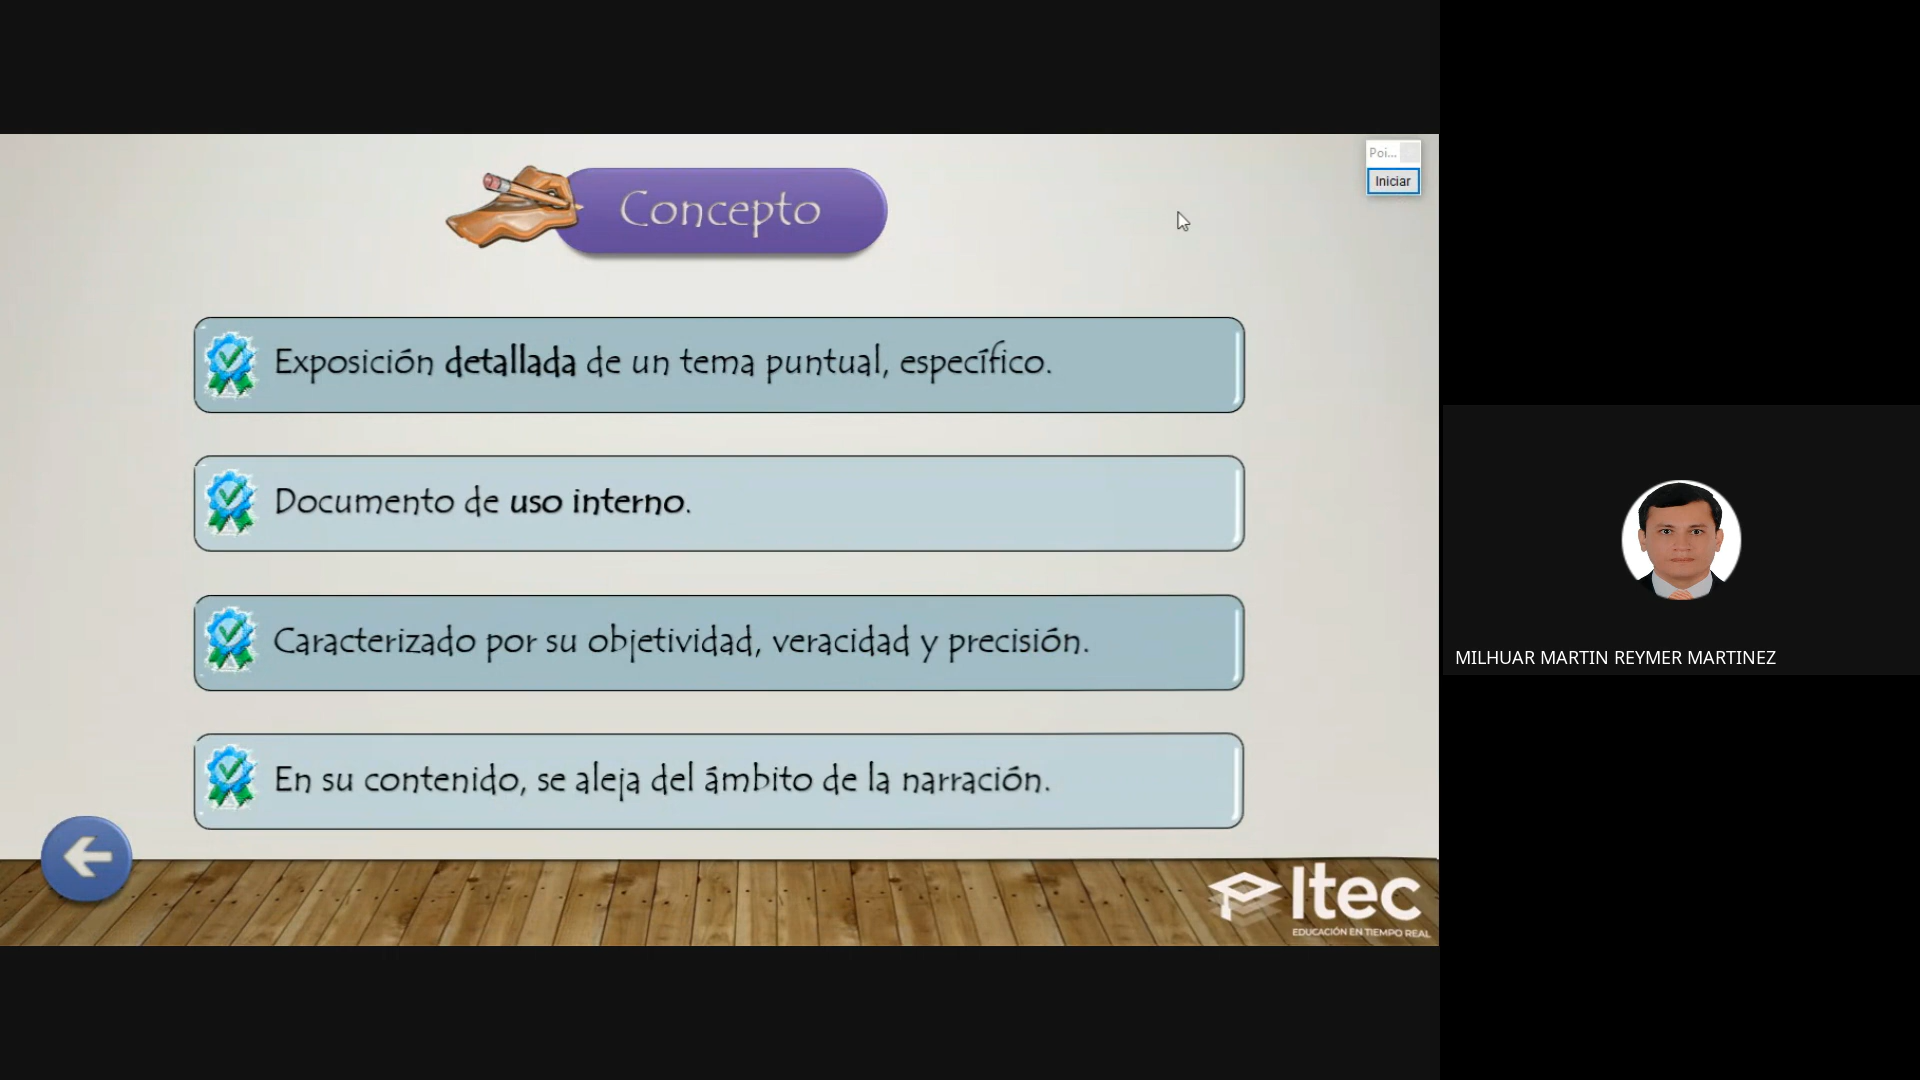 Concepto
Poi...
Iniciar
Exposición detallada de un tema puntual, específico.
Documento de uso interno.
Caracterizado por su objetividad, veracidad y precisión.
En su contenido, se aleja del ámbito de la narración.
Itec
EDUCACIÓN EN TIEMPO REAL
MILHUAR MARTIN REYMER MARTINEZ